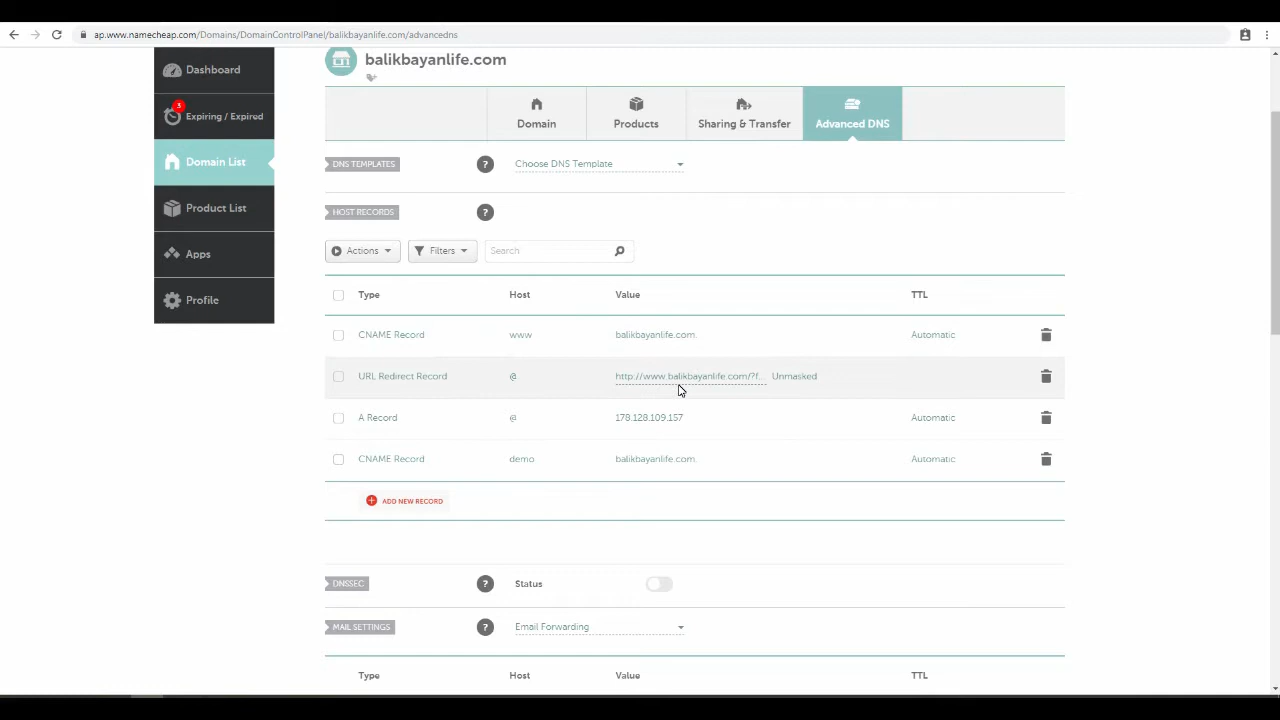 ap.www.namecheap.com/Domains/DomainControlPanel/balikbayanlife.com/advancedns
balikbayanlife.com
Dashboard
3
Expiring / Expired
Domain List
Product List
Apps
Profile
Domain
Products
Sharing & Transfer
Advanced DNS
DNS TEMPLATES
?
Choose DNS Template
HOST RECORDS
?
Actions
Filters
Search
Type Host Value TTL
CNAME Record www balikbayanlife.com. Automatic
URL Redirect Record @ http://www.balikbayanlife.com/?f... Unmasked
A Record @ 178.128.109.157 Automatic
CNAME Record demo balikbayanlife.com. Automatic
ADD NEW RECORD
DNSSEC
?
Status
MAIL SETTINGS
?
Email Forwarding
Type Host Value TTL